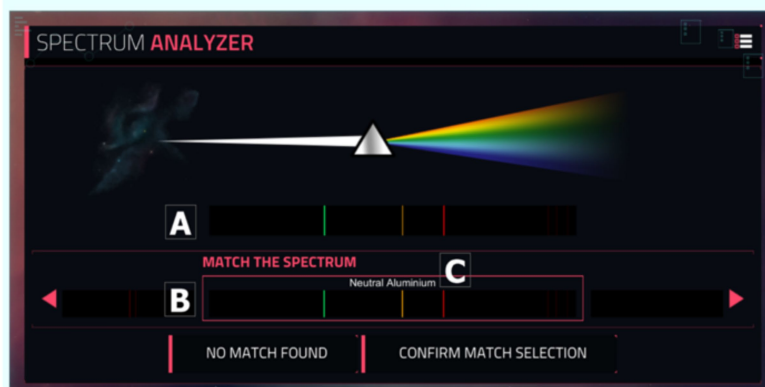 SPECTRUM ANALYZER
A
MATCH THE SPECTRUM
C
Neutral Aluminium
B
NO MATCH FOUND
CONFIRM MATCH SELECTION